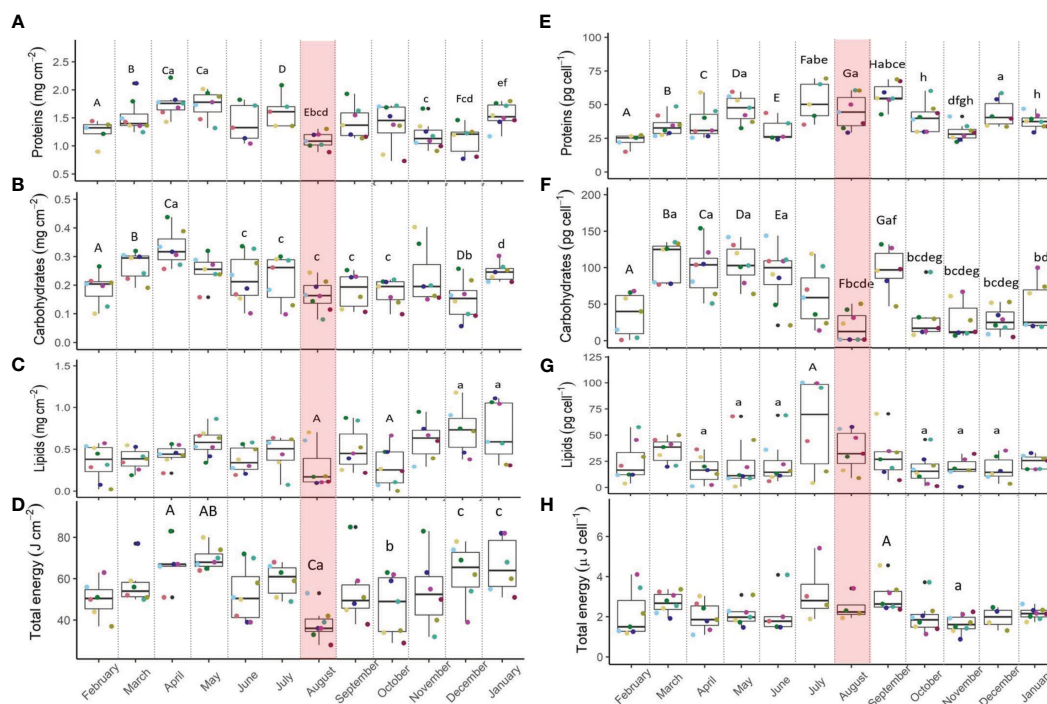 A
Proteins (mg cm⁻²)
2.5
2.0
1.5
1.0
0.5
A
B
Ca
Ca
D
Ebcd
c
Fcd
ef
B
Carbohydrates (mg cm⁻²)
0.5
0.4
0.3
0.2
0.1
0.0
A
B
Ca
c
c
c
c
c
Db
d
C
Lipids (mg cm⁻²)
1.5
1.0
0.5
0.0
A
A
a
a
D
Total energy (J cm⁻²)
80
60
40
A
AB
Ca
b
c
c
February
March
April
May
June
July
August
September
October
November
December
January
E
Proteins (pg cell⁻¹)
100
75
50
25
0
A
B
C
Da
E
Fabe
Ga
Habce
h
dfgh
a
h
F
Carbohydrates (pg cell⁻¹)
200
150
100
50
0
A
Ba
Ca
Da
Ea
Fbcde
Gaf
bcdeg
bcdeg
bcdeg
bd
G
Lipids (pg cell⁻¹)
125
100
75
50
25
0
a
a
a
A
a
a
a
H
Total energy (μ J cell⁻¹)
6
4
2
0
A
a
February
March
April
May
June
July
August
September
October
November
December
January